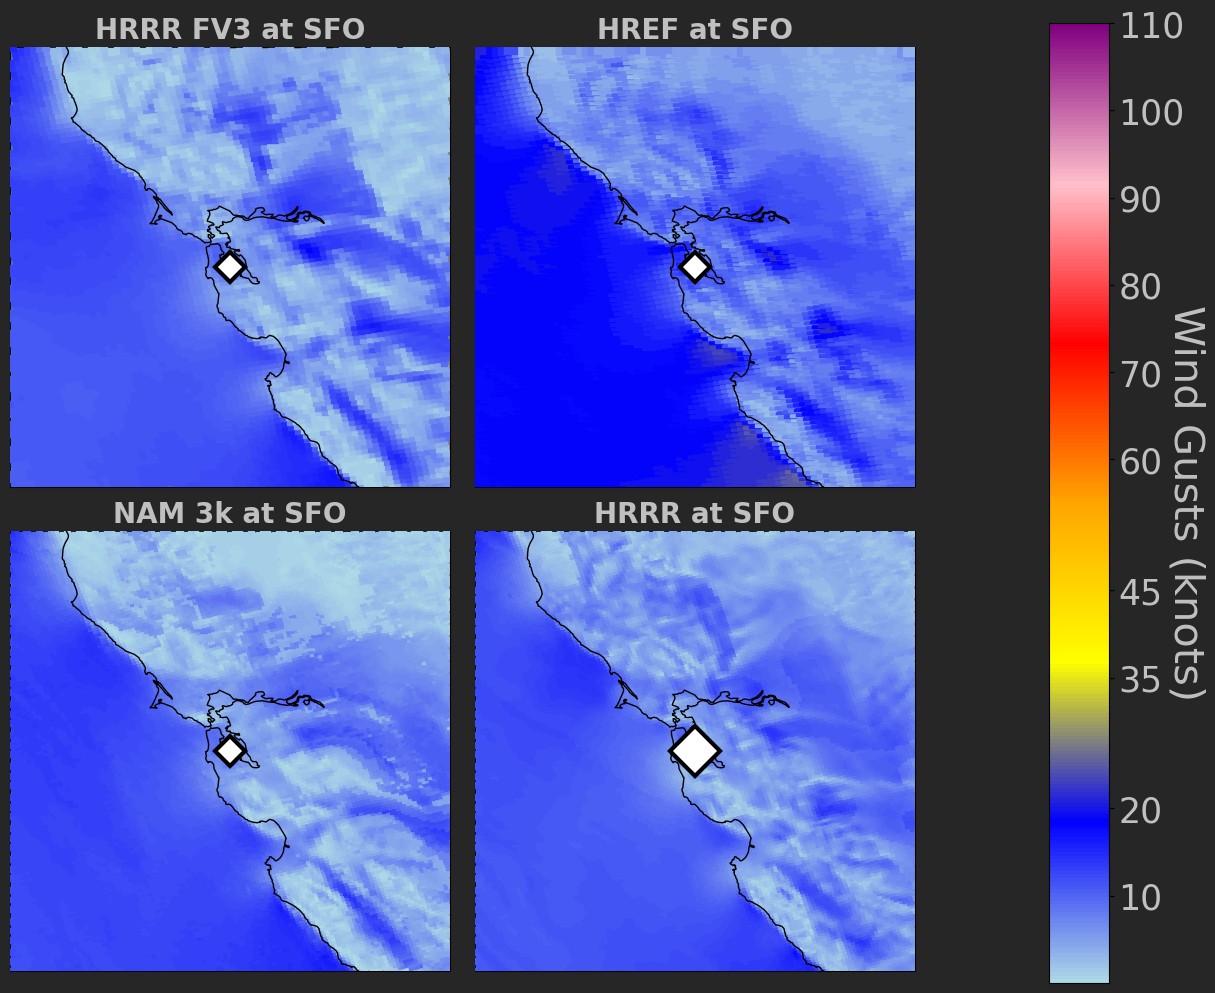 HRRR FV3 at SFO
HREF at SFO
NAM 3k at SFO
HRRR at SFO
110
100
90
80
70
60
45
35
20
10
Wind Gusts (knots)